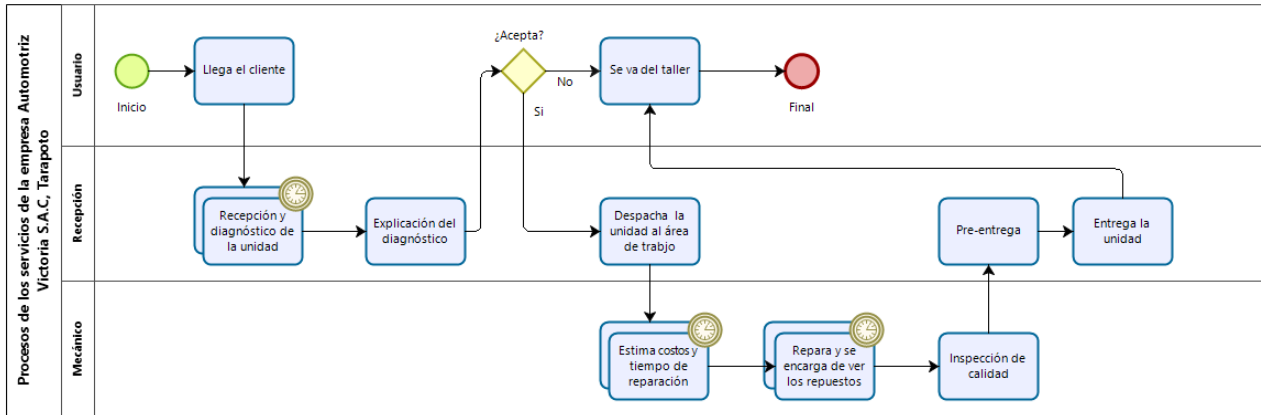 Procesos de los servicios de la empresa Automotriz
Victoria S.A.C, Tarapoto
Usuario
Inicio
Llega el cliente
¿Acepta?
No
Si
Se va del taller
Final
Recepción
Recepción y
diagnóstico de
la unidad
Explicación del
diagnóstico
Despacha la
unidad al área
de trabjo
Pre-entrega
Entrega la
unidad
Mecánico
Estima costos y
tiempo de
reparación
Repara y se
encarga de ver
los repuestos
Inspección de
calidad